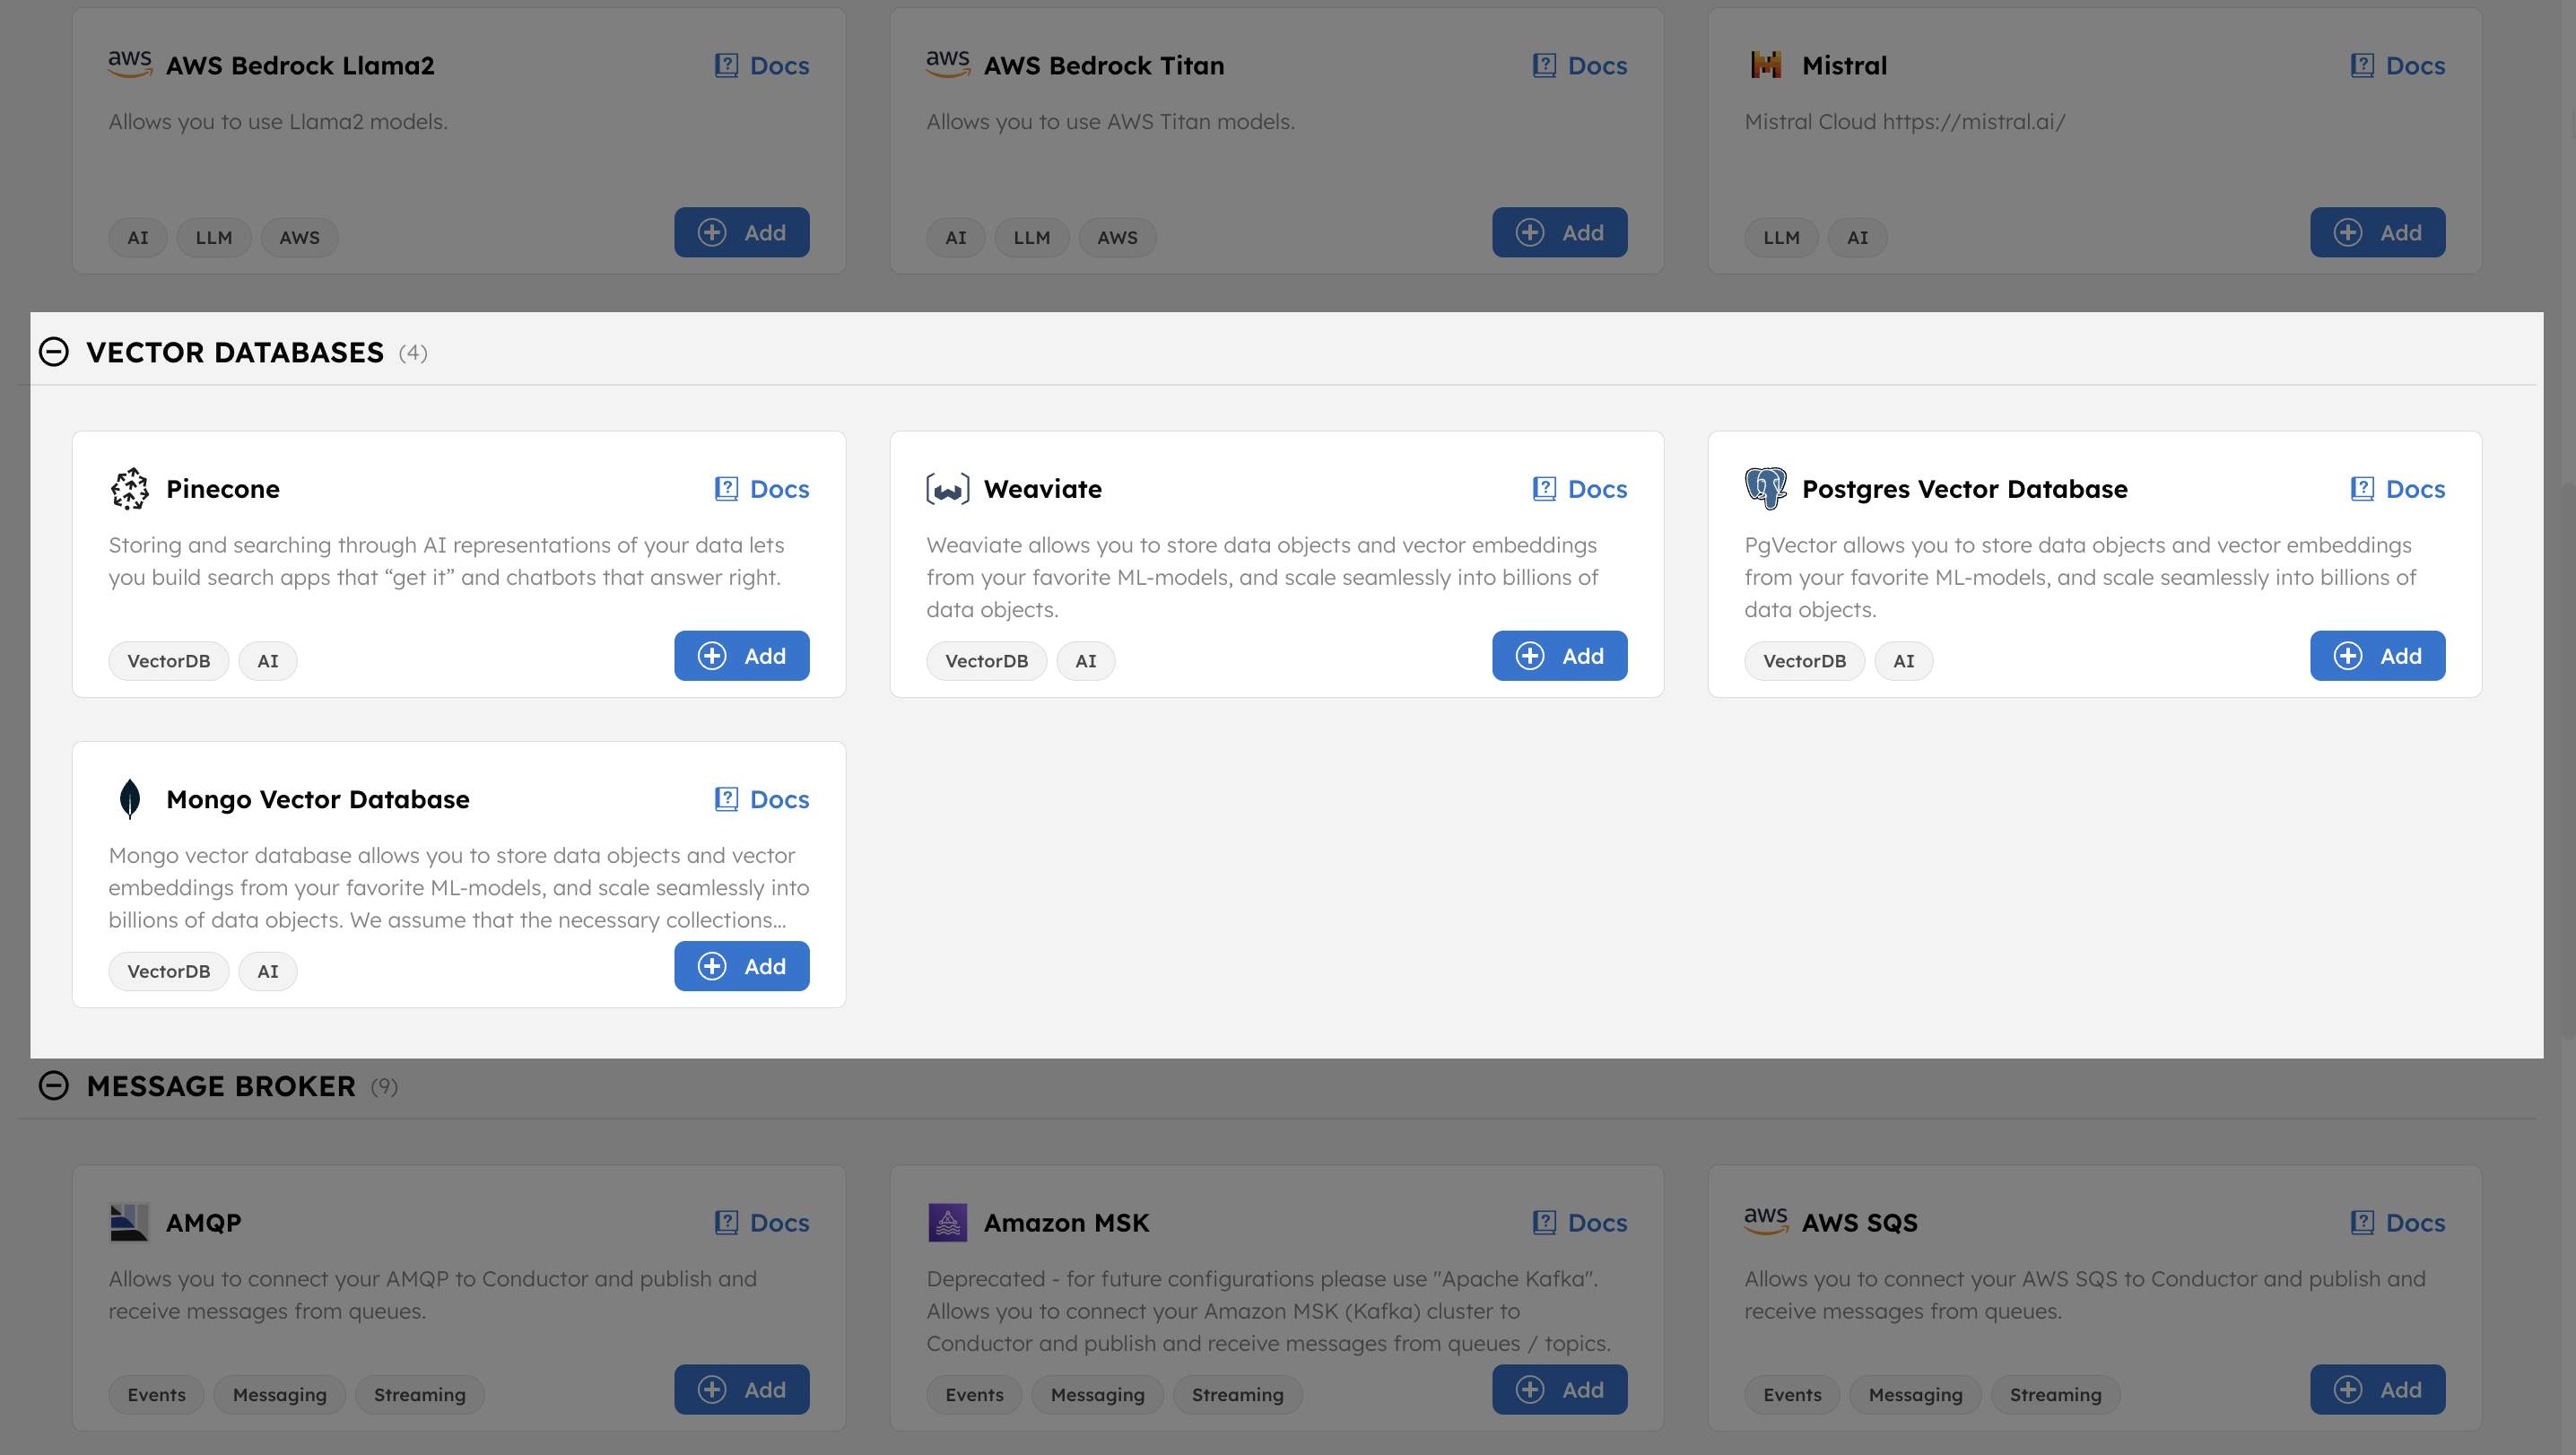 aws AWS Bedrock Llama2 Docs
Allows you to use Llama2 models.
AI LLM AWS Add
aws AWS Bedrock Titan Docs
Allows you to use AWS Titan models.
AI LLM AWS Add
Mistral Docs
Mistral Cloud https://mistral.ai/
LLM AI Add
VECTOR DATABASES (4)
Pinecone Docs
Storing and searching through AI representations of your data lets
you build search apps that “get it” and chatbots that answer right.
VectorDB AI Add
Weaviate Docs
Weaviate allows you to store data objects and vector embeddings
from your favorite ML-models, and scale seamlessly into billions of
data objects.
VectorDB AI Add
Postgres Vector Database Docs
PgVector allows you to store data objects and vector embeddings
from your favorite ML-models, and scale seamlessly into billions of
data objects.
VectorDB AI Add
Mongo Vector Database Docs
Mongo vector database allows you to store data objects and vector
embeddings from your favorite ML-models, and scale seamlessly into
billions of data objects. We assume that the necessary collections...
VectorDB AI Add
MESSAGE BROKER (9)
AMQP Docs
Allows you to connect your AMQP to Conductor and publish and
receive messages from queues.
Events Messaging Streaming Add
Amazon MSK Docs
Deprecated - for future configurations please use "Apache Kafka".
Allows you to connect your Amazon MSK (Kafka) cluster to
Conductor and publish and receive messages from queues / topics.
Events Messaging Streaming Add
aws AWS SQS Docs
Allows you to connect your AWS SQS to Conductor and publish and
receive messages from queues.
Events Messaging Streaming Add